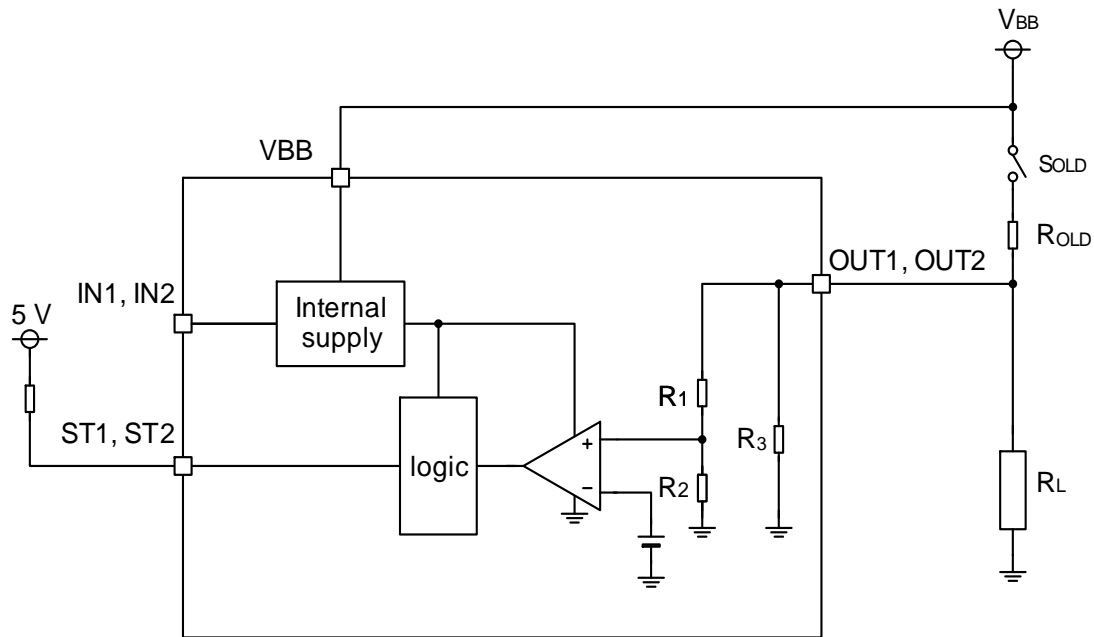 VBB
VBB
SOLD
ROLD
OUT1, OUT2
IN1, IN2
5 V
Internal
supply
R1
ST1, ST2
+
R3
logic
−
R2
RL